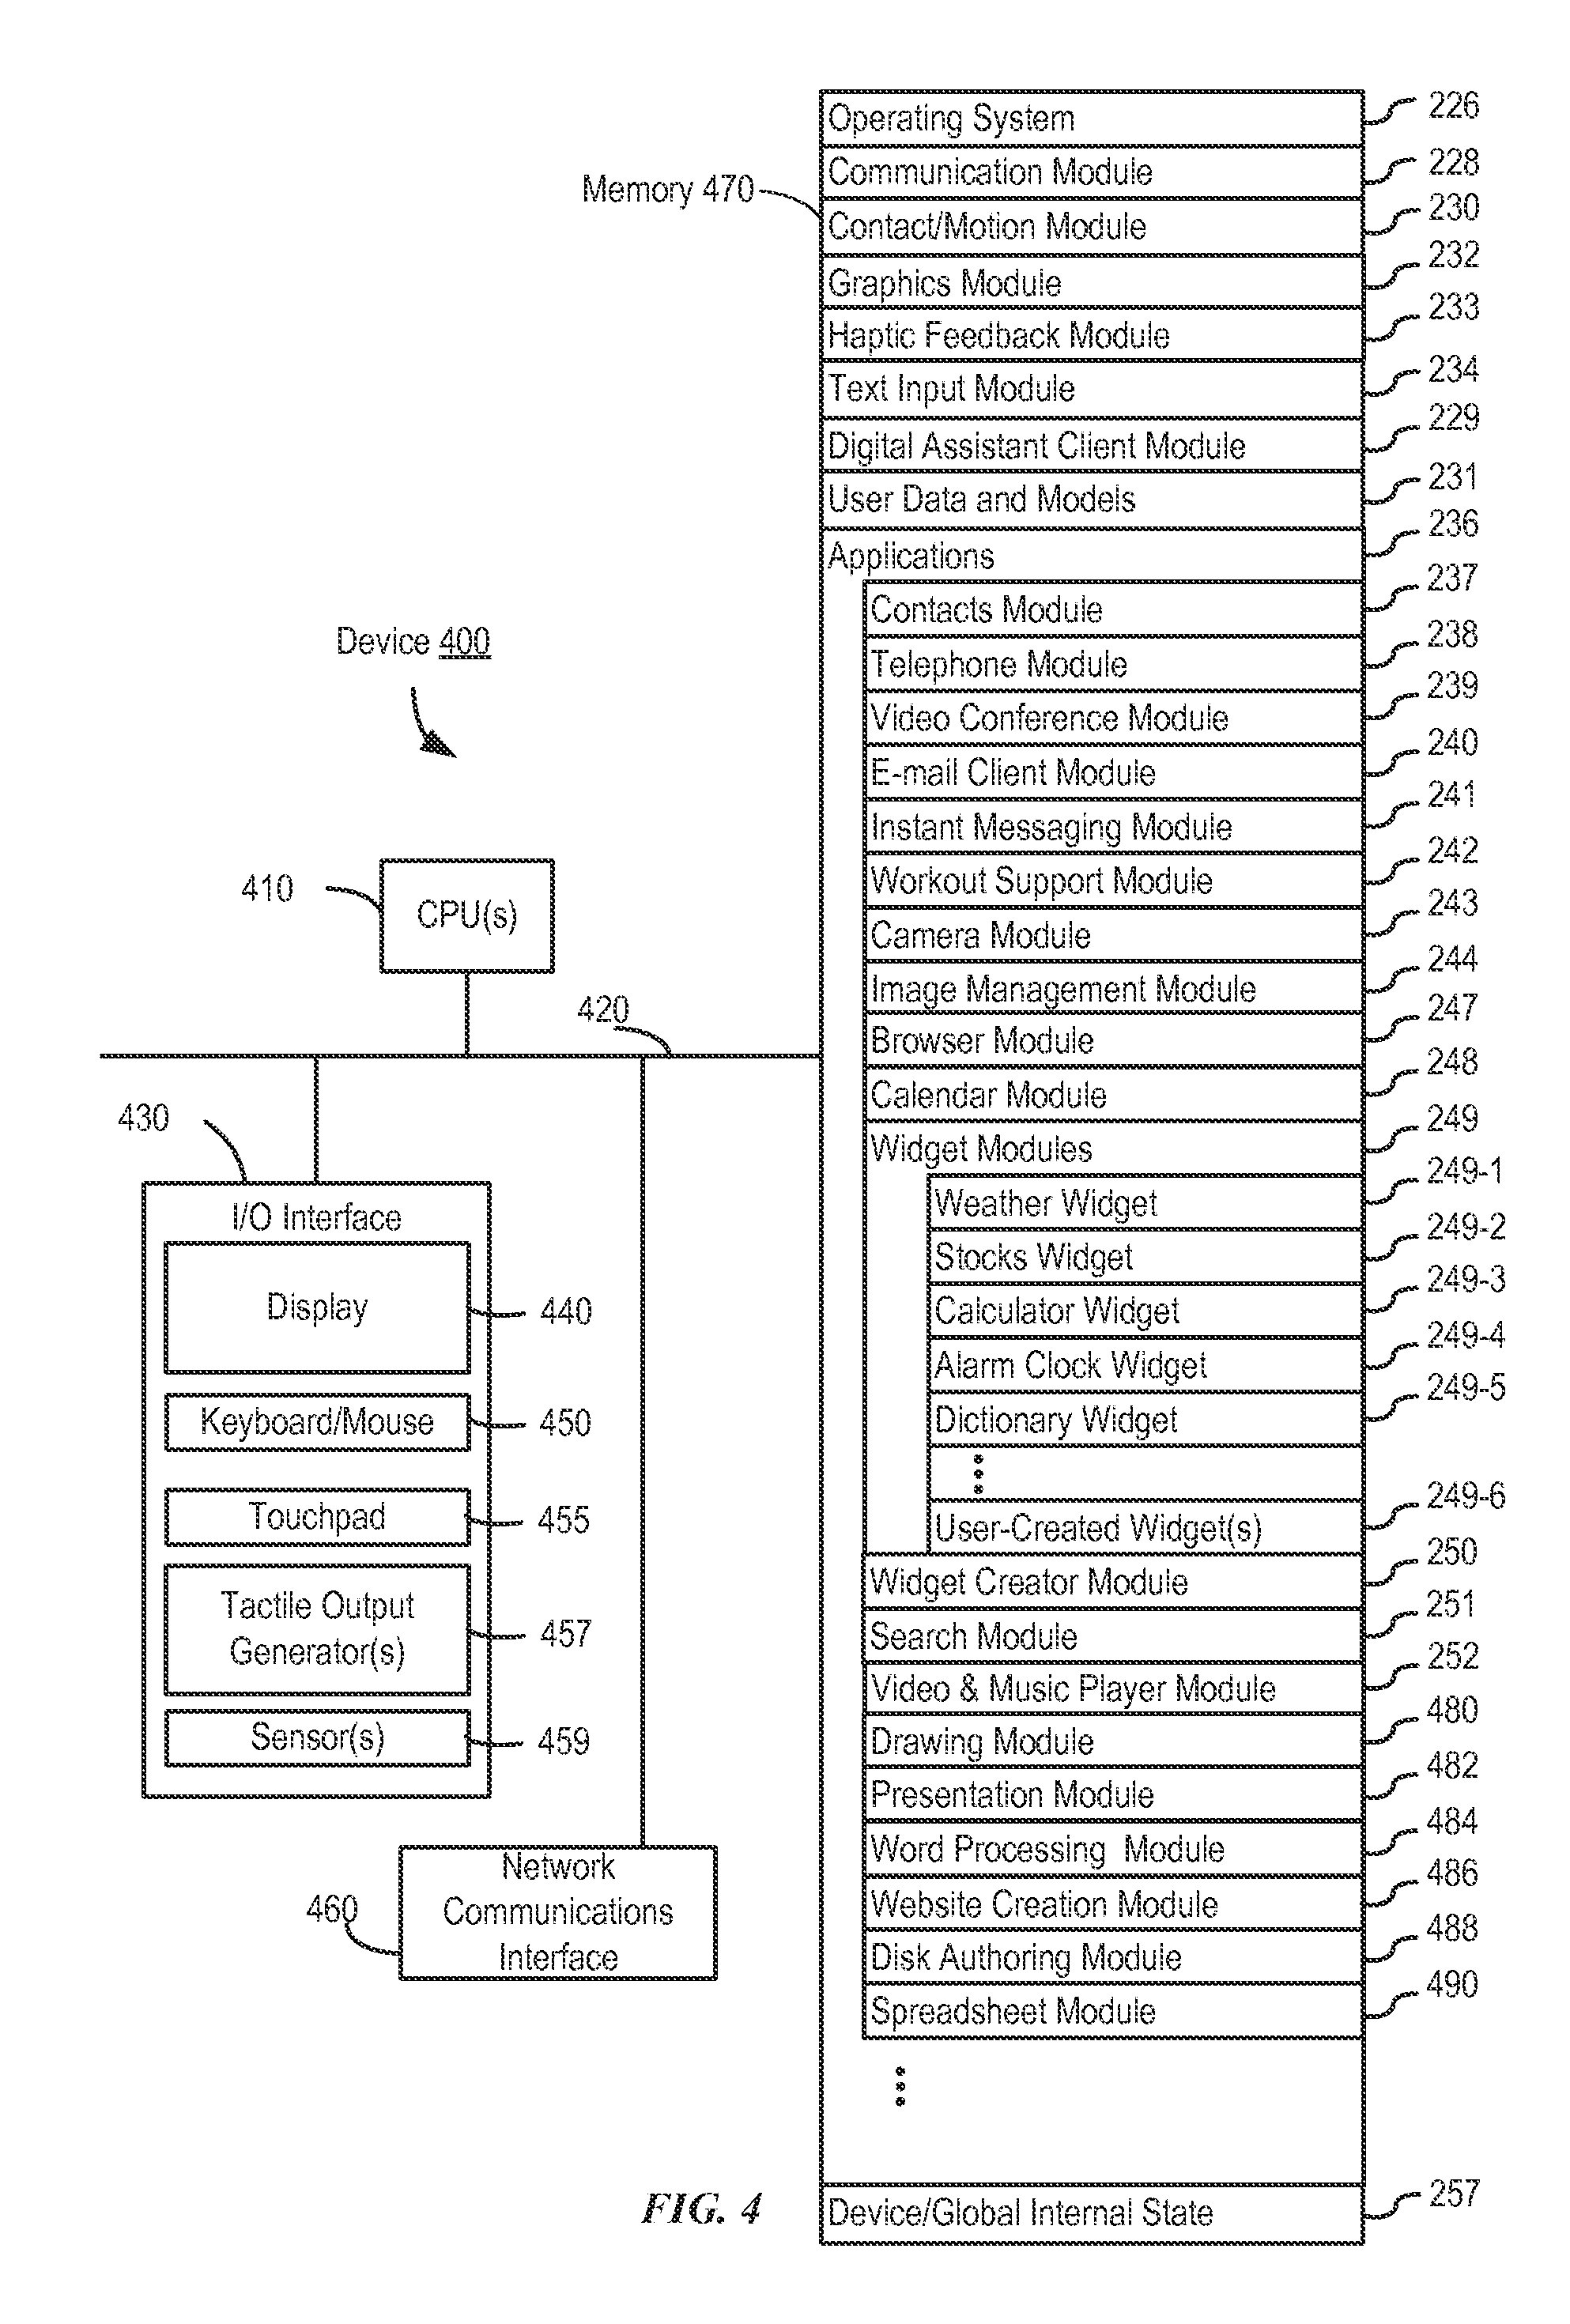 Operating System 226
Communication Module 228
Memory 470
Contact/Motion Module 230
Graphics Module 232
Haptic Feedback Module 233
Text Input Module 234
Digital Assistant Client Module 229
User Data and Models 231
Applications 236
Contacts Module 237
Telephone Module 238
Video Conference Module 239
E-mail Client Module 240
Instant Messaging Module 241
Workout Support Module 242
Camera Module 243
Image Management Module 244
Browser Module 247
Calendar Module 248
Widget Modules 249
Weather Widget 249-1
Stocks Widget 249-2
Calculator Widget 249-3
Alarm Clock Widget 249-4
Dictionary Widget 249-5
User-Created Widget(s) 249-6
Widget Creator Module 250
Search Module 251
Video & Music Player Module 252
Drawing Module 480
Presentation Module 482
Word Processing Module 484
Website Creation Module 486
Disk Authoring Module 488
Spreadsheet Module 490
Device/Global Internal State 257
Device 400
410
CPU(s)
420
430
I/O Interface
Display 440
Keyboard/Mouse 450
Touchpad 455
Tactile Output
Generator(s) 457
Sensor(s) 459
460
Network
Communications
Interface
FIG. 4